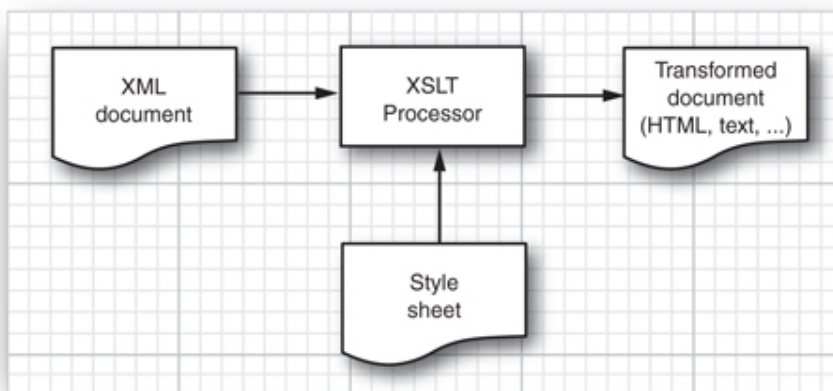 XML
document
XSLT
Processor
Transformed
document
(HTML, text, ...)
Style
sheet